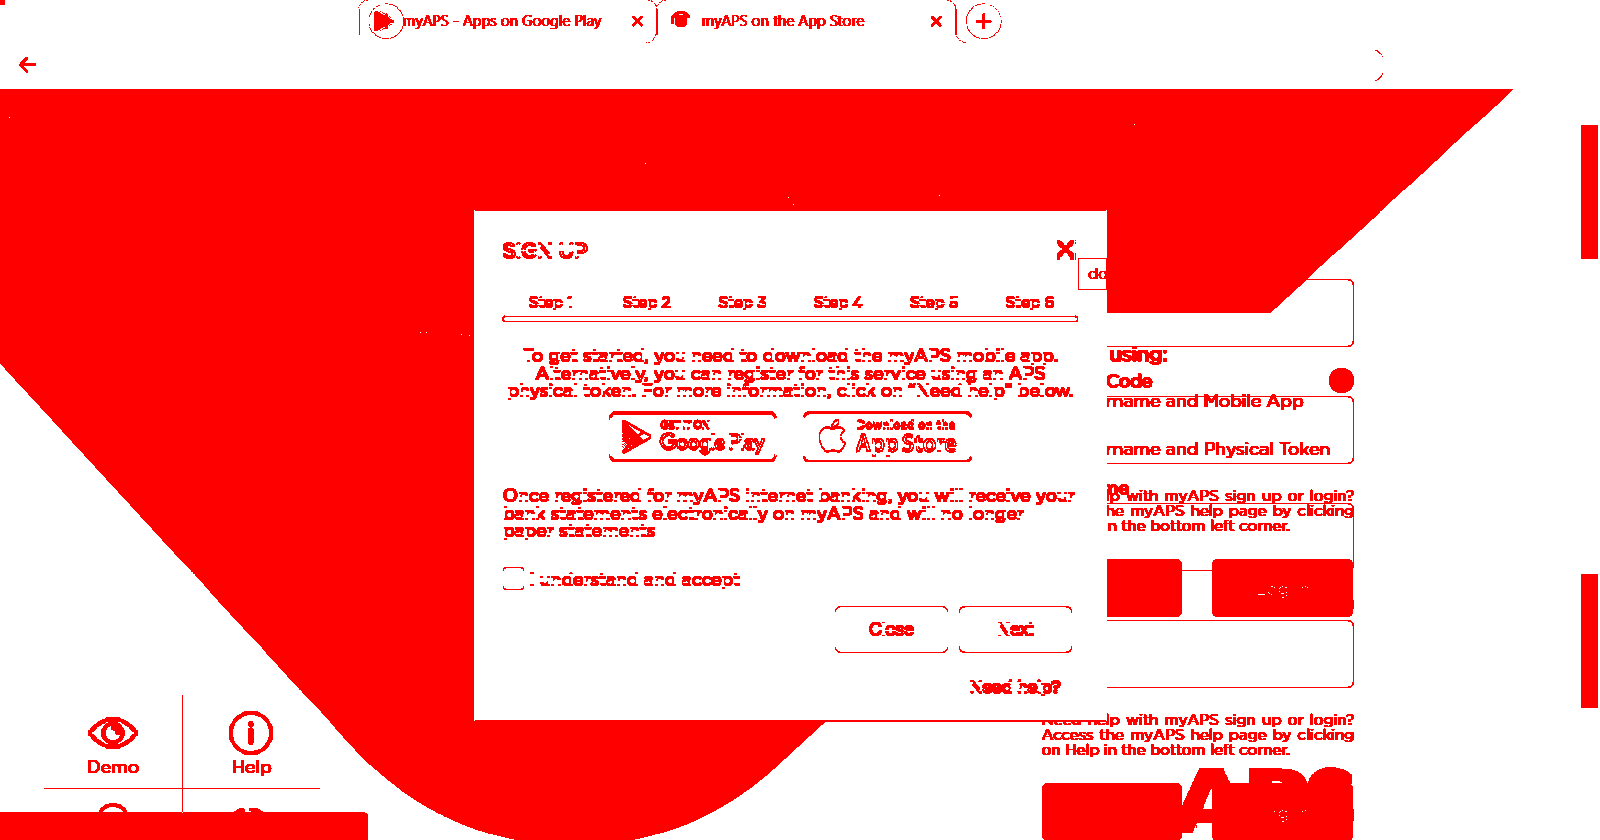 myAPS - Apps on Google Play
myAPS on the App Store
SIGN UP
do
Step 1 Step 2 Step 3 Step 4 Step 5 Step 6
To get started, you need to download the myAPS mobile app.
Alternatively, you can register for this service using an APS
physical token. For more information, click on "Need help" below.
GET IT ON
Google Play
Download on the
App Store
Once registered for myAPS internet banking, you will receive your
bank statements electronically on myAPS and will no longer
paper statements
I understand and accept
Close
Next
Need help?
using:
Code
rname and Mobile App
rname and Physical Token
me
lp with myAPS sign up or login?
he myAPS help page by clicking
n the bottom left corner.
Need help with myAPS sign up or login?
Access the myAPS help page by clicking
on Help in the bottom left corner.
APS
Demo
Help